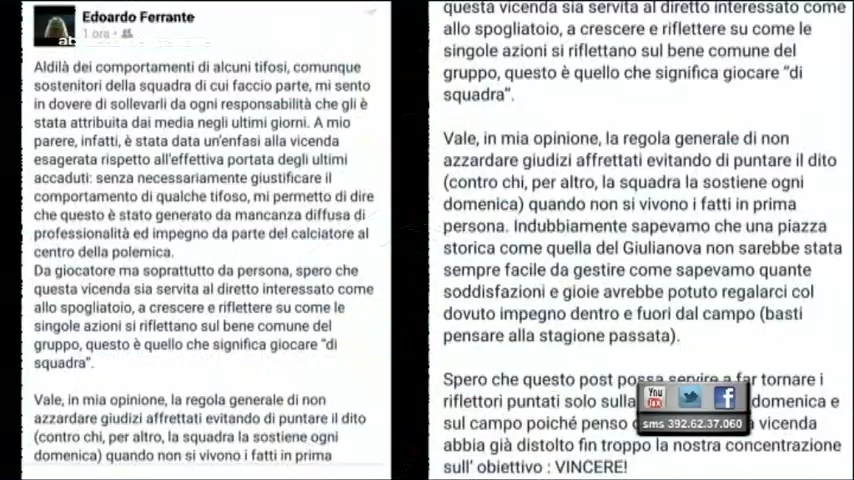 Edoardo Ferrante
1 ora
Aldilà dei comportamenti di alcuni tifosi, comunque
sostenitori della squadra di cui faccio parte, mi sento
in dovere di sollevarli da ogni responsabilità che gli è
stata attribuita dai media negli ultimi giorni. A mio
parere, infatti, è stata data un'enfasi alla vicenda
esagerata rispetto all'effettiva portata degli ultimi
accaduti: senza necessariamente giustificare il
comportamento di qualche tifoso, mi permetto di dire
che questo è stato generato da mancanza diffusa di
professionalità ed impegno da parte del calciatore al
centro della polemica.
Da giocatore ma soprattutto da persona, spero che
questa vicenda sia servita al diretto interessato come
allo spogliatoio, a crescere e riflettere su come le
singole azioni si riflettano sul bene comune del
gruppo, questo è quello che significa giocare "di
squadra".
Vale, in mia opinione, la regola generale di non
azzardare giudizi affrettati evitando di puntare il dito
(contro chi, per altro, la squadra la sostiene ogni
domenica) quando non si vivono i fatti in prima
questa vicenda sia servita al diretto interessato come
allo spogliatoio, a crescere e riflettere su come le
singole azioni si riflettano sul bene comune del
gruppo, questo è quello che significa giocare "di
squadra".
Vale, in mia opinione, la regola generale di non
azzardare giudizi affrettati evitando di puntare il dito
(contro chi, per altro, la squadra la sostiene ogni
domenica) quando non si vivono i fatti in prima
persona. Indubbiamente sapevamo che una piazza
storica come quella del Giulianova non sarebbe stata
sempre facile da gestire come sapevamo quante
soddisfazioni e gioie avrebbe potuto regalarci col
dovuto impegno dentro e fuori dal campo (basti
pensare alla stagione passata).
Spero che questo post possa servire a far tornare i
riflettori puntati solo sulla domenica e
sul campo poiché penso vicenda
abbia già distolto fin troppo la nostra concentrazione
sull' obiettivo : VINCERE!
You
sms 392.62.37.060